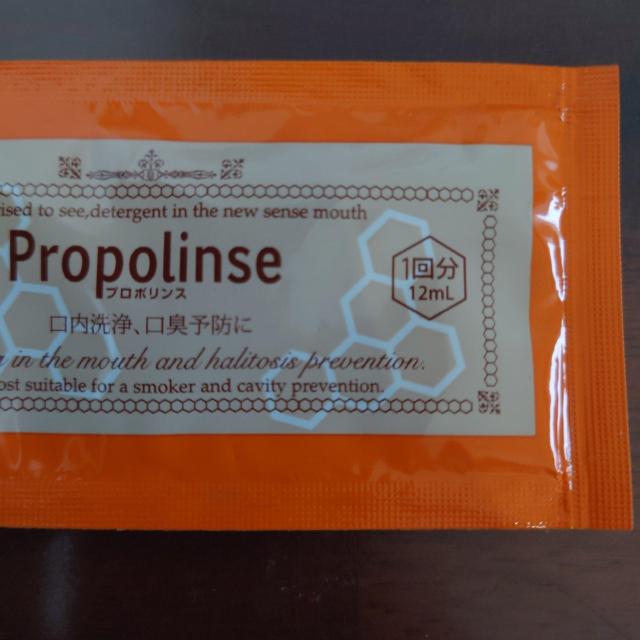 ised to see,detergent in the new sense mouth
Propolinse
プロポリンス
1回分
12mL
口内洗浄、口臭予防に
in the mouth and halitosis prevention.
ost suitable for a smoker and cavity prevention.